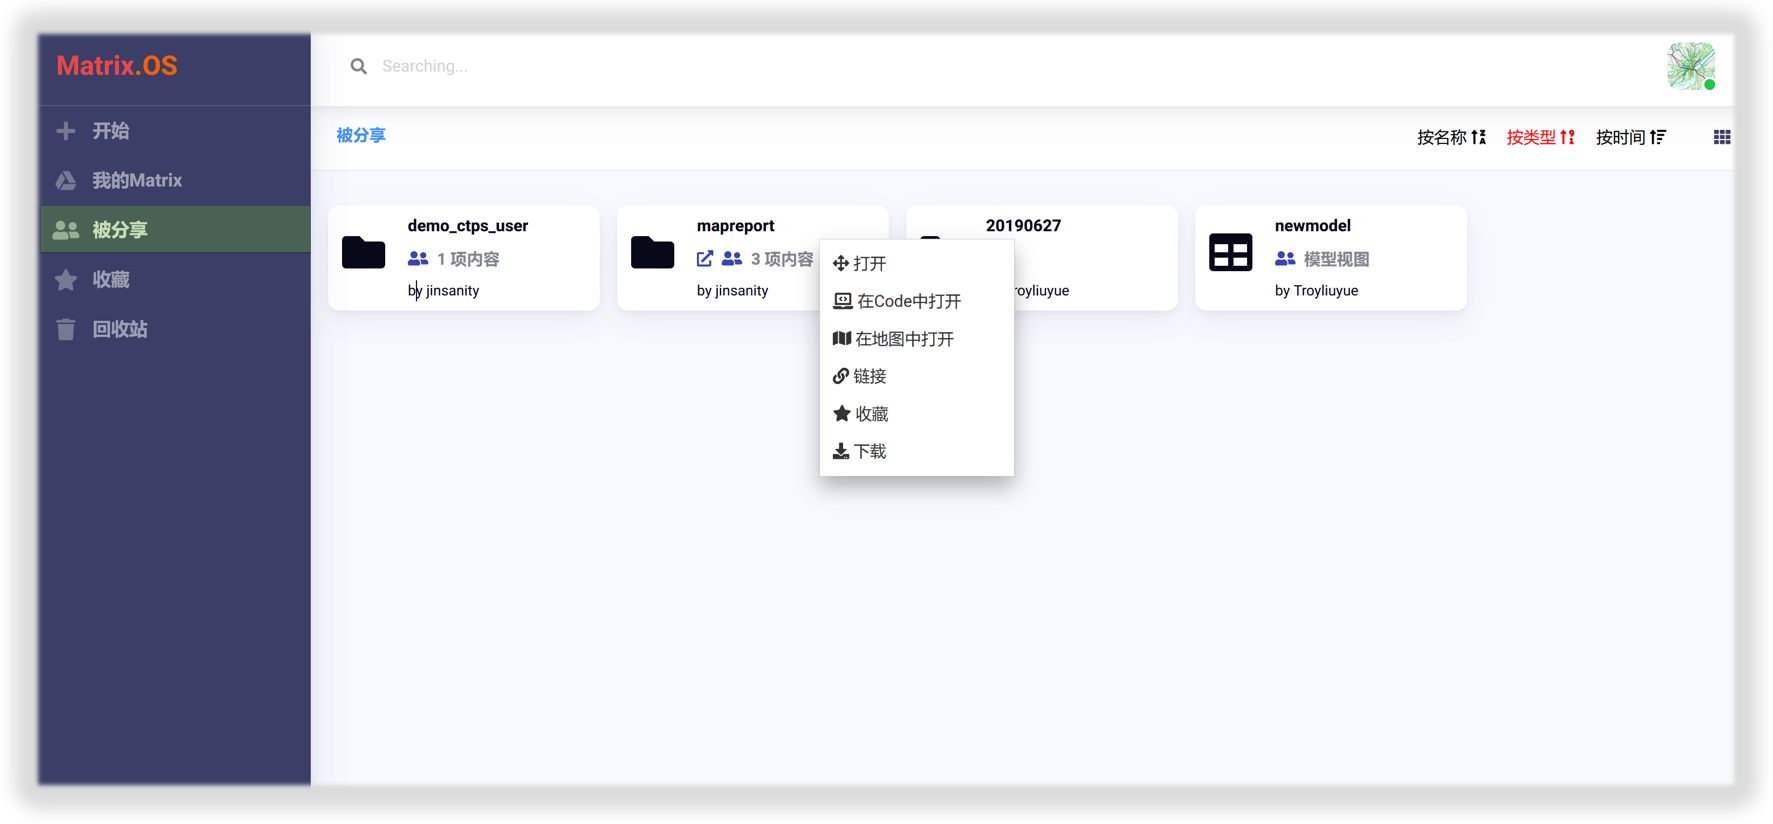 Matrix.OS
Searching...
开始
我的Matrix
被分享
收藏
回收站
被分享
按名称
按类型
按时间
demo_ctps_user
1 项内容
by jinsanity
mapreport
3 项内容
by jinsanity
20190627
royliuyue
newmodel
模型视图
by Troyliuyue
打开
在Code中打开
在地图中打开
链接
收藏
下载